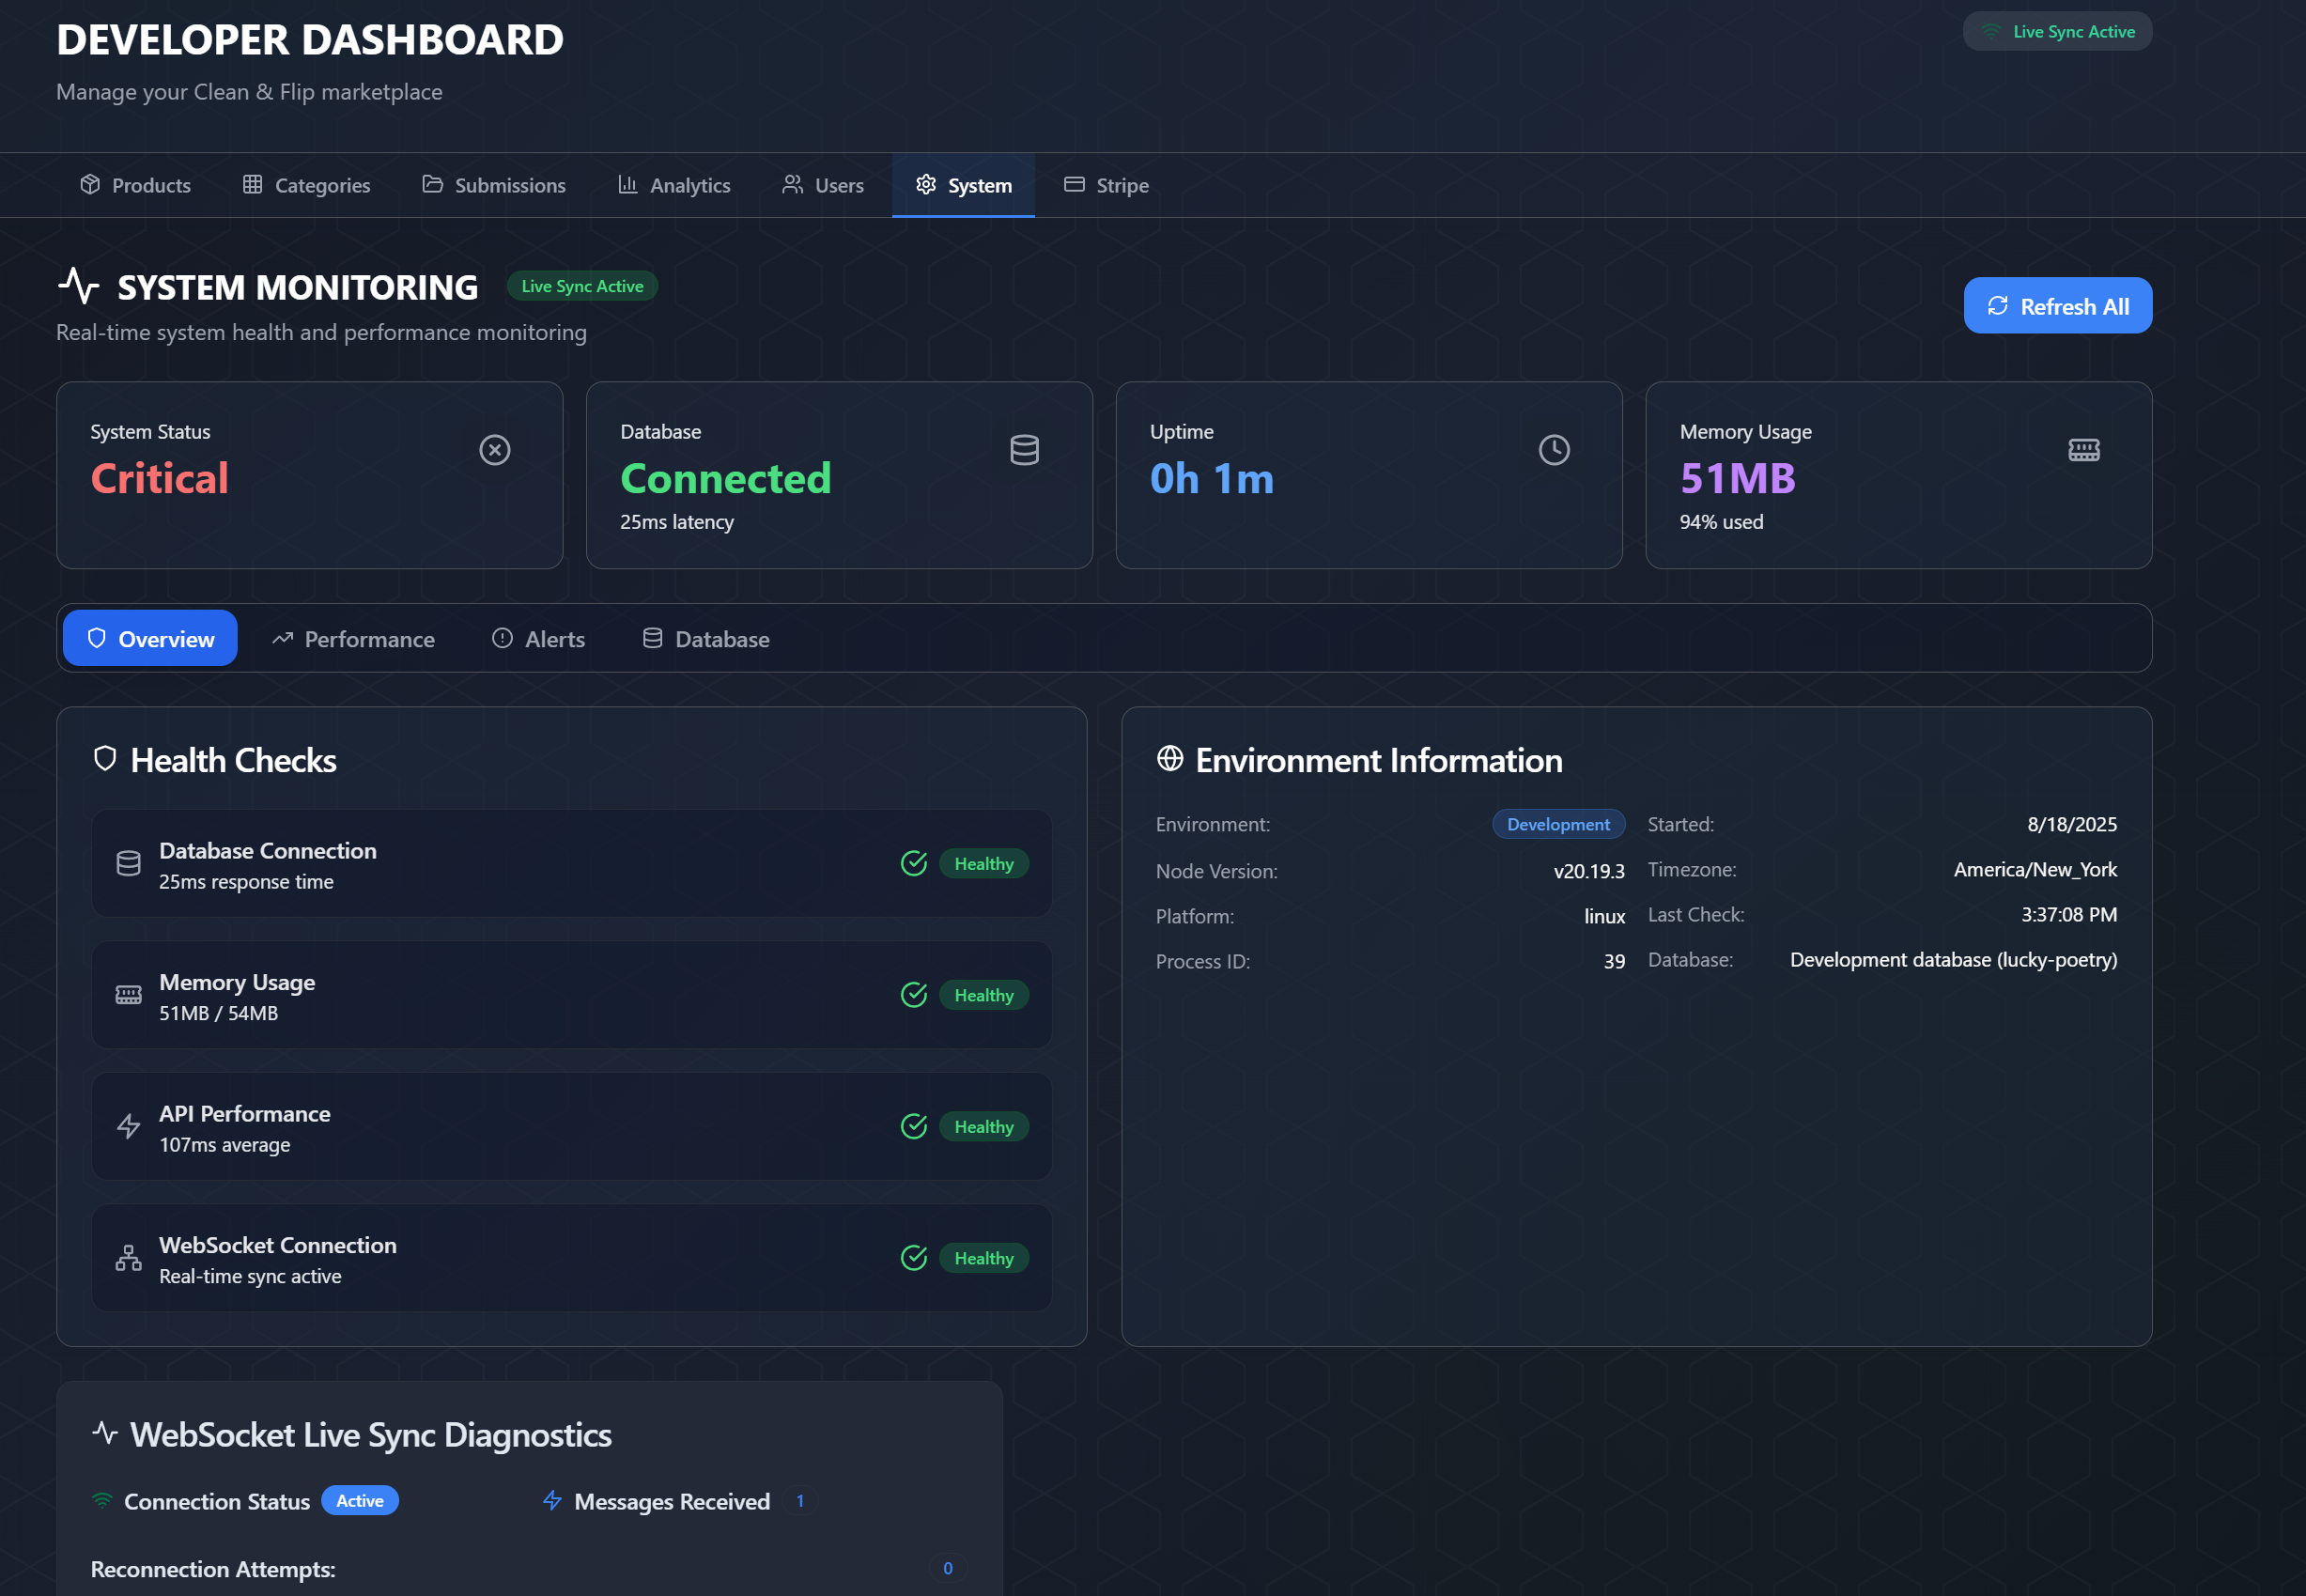 DEVELOPER DASHBOARD
Live Sync Active
Manage your Clean & Flip marketplace
Products
Categories
Submissions
Analytics
Users
System
Stripe
SYSTEM MONITORING
Live Sync Active
Real-time system health and performance monitoring
Refresh All
System Status
Critical
Database
Connected
25ms latency
Uptime
0h 1m
Memory Usage
51MB
94% used
Overview
Performance
Alerts
Database
Health Checks
Database Connection
25ms response time
Healthy
Memory Usage
51MB / 54MB
Healthy
API Performance
107ms average
Healthy
WebSocket Connection
Real-time sync active
Healthy
Environment Information
Environment: Development
Node Version: v20.19.3
Platform: linux
Process ID: 39
Started: 8/18/2025
Timezone: America/New_York
Last Check: 3:37:08 PM
Database: Development database (lucky-poetry)
WebSocket Live Sync Diagnostics
Connection Status Active
Messages Received 1
Reconnection Attempts: 0